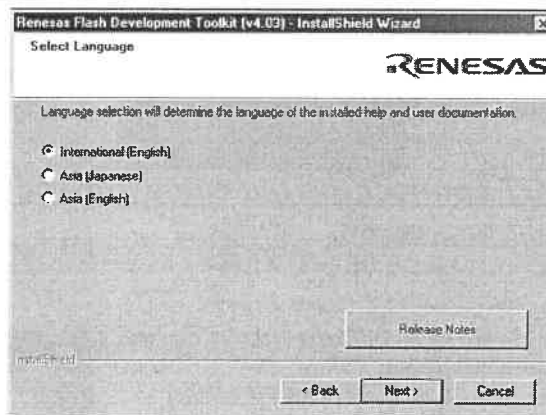 Renesas Flash Development Toolkit (v4.03) - InstallShield Wizard
Select Language
RENESAS
Language selection will determine the language of the installed help and user documentation.
International (English)
Asia (Japanese)
Asia (English)
Release Notes
InstallShield
< Back Next > Cancel